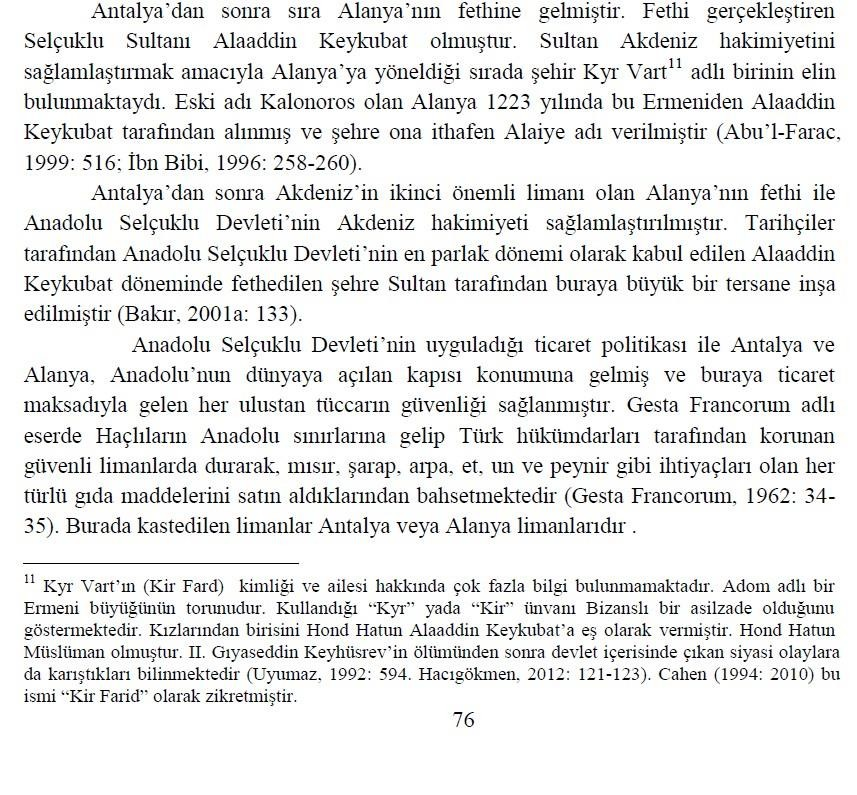 Antalya’dan sonra sıra Alanya’nın fethine gelmiştir. Fethi gerçekleştiren
Selçuklu Sultanı Alaaddin Keykubat olmuştur. Sultan Akdeniz hakimiyetini
sağlamlaştırmak amacıyla Alanya’ya yöneldiği sırada şehir Kyr Vart11 adlı birinin elin
bulunmaktaydı. Eski adı Kalonoros olan Alanya 1223 yılında bu Ermeniden Alaaddin
Keykubat tarafından alınmış ve şehre ona ithafen Alaiye adı verilmiştir (Abu’l-Farac,
1999: 516; İbn Bibi, 1996: 258-260).
Antalya’dan sonra Akdeniz’in ikinci önemli limanı olan Alanya’nın fethi ile
Anadolu Selçuklu Devleti’nin Akdeniz hakimiyeti sağlamlaştırılmıştır. Tarihçiler
tarafından Anadolu Selçuklu Devleti’nin en parlak dönemi olarak kabul edilen Alaaddin
Keykubat döneminde fethedilen şehre Sultan tarafından buraya büyük bir tersane inşa
edilmiştir (Bakır, 2001a: 133).
Anadolu Selçuklu Devleti’nin uyguladığı ticaret politikası ile Antalya ve
Alanya, Anadolu’nun dünyaya açılan kapısı konumuna gelmiş ve buraya ticaret
maksadıyla gelen her ulustan tüccarın güvenliği sağlanmıştır. Gesta Francorum adlı
eserde Haçlıların Anadolu sınırlarına gelip Türk hükümdarları tarafından korunan
güvenli limanlarda durarak, mısır, şarap, arpa, et, un ve peynir gibi ihtiyaçları olan her
türlü gıda maddelerini satın aldıklarından bahsetmektedir (Gesta Francorum, 1962: 34-
35). Burada kastedilen limanlar Antalya veya Alanya limanlarıdır .
11 Kyr Vart’ın (Kir Fard) kimliği ve ailesi hakkında çok fazla bilgi bulunmamaktadır. Adom adlı bir
Ermeni büyüğünün torunudur. Kullandığı “Kyr” yada “Kir” ünvanı Bizanslı bir asilzade olduğunu
göstermektedir. Kızlarından birisini Hond Hatun Alaaddin Keykubat’a eş olarak vermiştir. Hond Hatun
Müslüman olmuştur. II. Gıyaseddin Keyhüsrev’in ölümünden sonra devlet içerisinde çıkan siyasi olaylara
da karıştıkları bilinmektedir (Uyumaz, 1992: 594. Hacıgökmen, 2012: 121-123). Cahen (1994: 2010) bu
ismi “Kir Farid” olarak zikretmiştir.
76